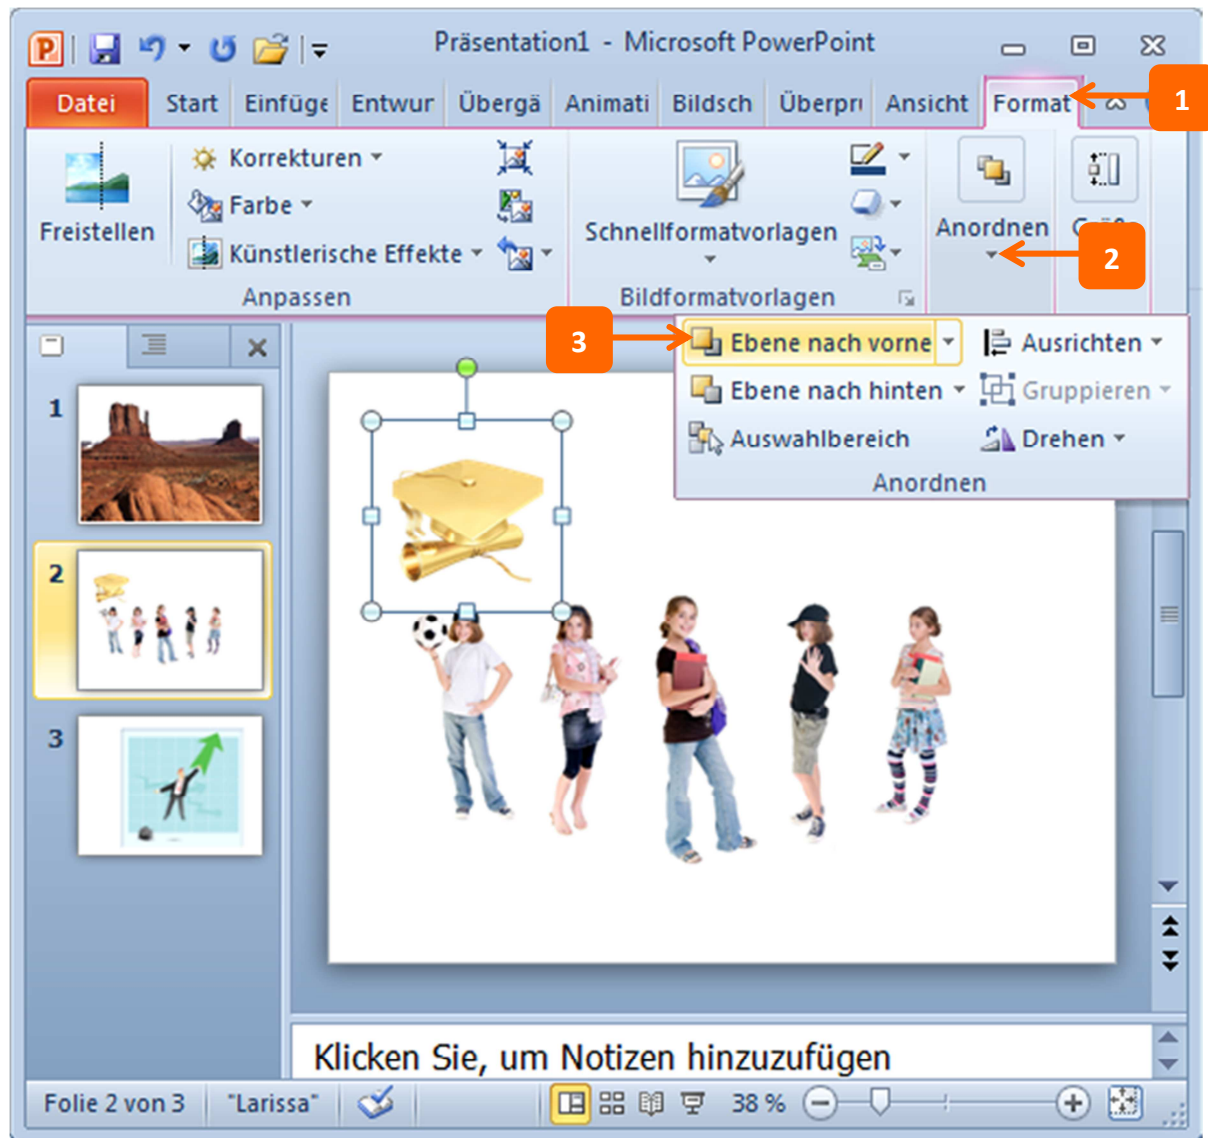 Präsentation1 - Microsoft PowerPoint
Datei Start Einfüge Entwur Übergä Animati Bildsch Überprı Ansicht Format 1
Korrekturen
Farbe
Künstlerische Effekte
Freistellen
Anpassen
Schnellformatvorlagen
Bildformatvorlagen
Anordnen
2
3
Ebene nach vorne
Ausrichten
Ebene nach hinten
Gruppieren
Auswahlbereich
Drehen
Anordnen
1
2
3
Klicken Sie, um Notizen hinzuzufügen
Folie 2 von 3 "Larissa" 38 %